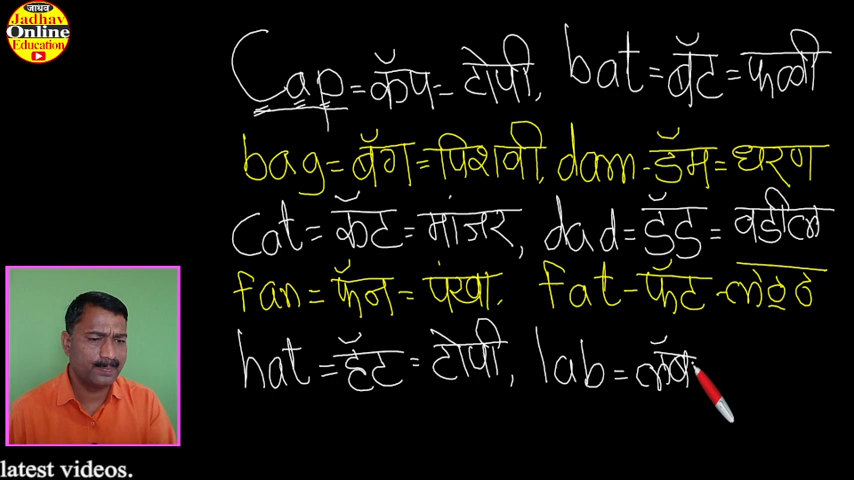 जाधव
Jadhav
Online
Education
Cap = कॅप = टोपी, bat = बॅट = फळी
bag = बॅग = पिशवी, dam - डॅम = धरण
cat = कॅट = मांजर, dad = डॅड = वडील
fan = फॅन = पंखा. fat - फॅट - लठ्ठ
hat = हॅट = टोपी, lab = लॅब
latest videos.